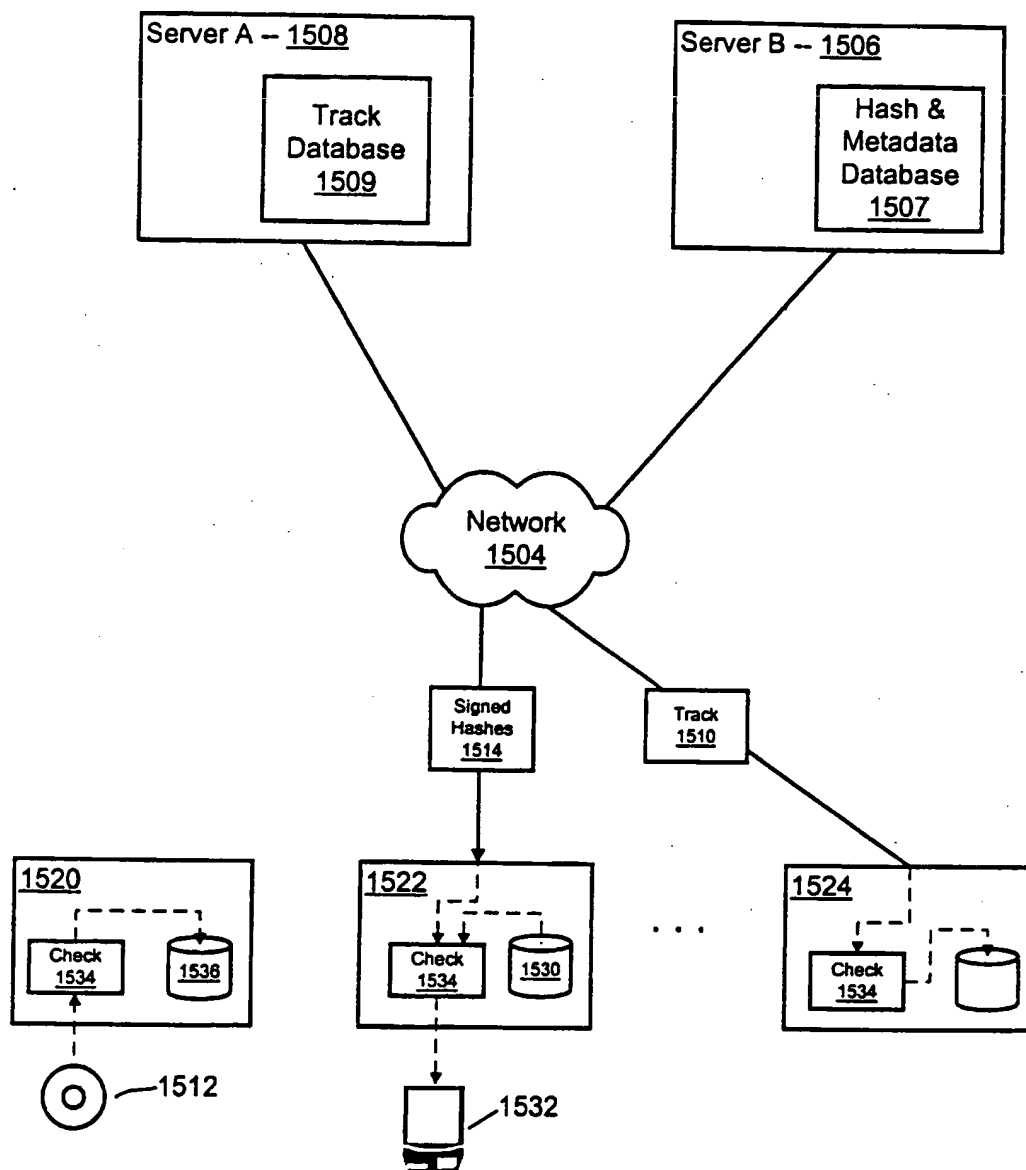 Server A -- 1508
Track
Database
1509
Server B -- 1506
Hash &
Metadata
Database
1507
Network
1504
Signed
Hashes
1514
Track
1510
1520
Check
1534
1536
1522
Check
1534
1530
. . .
1524
Check
1534
1512
1532